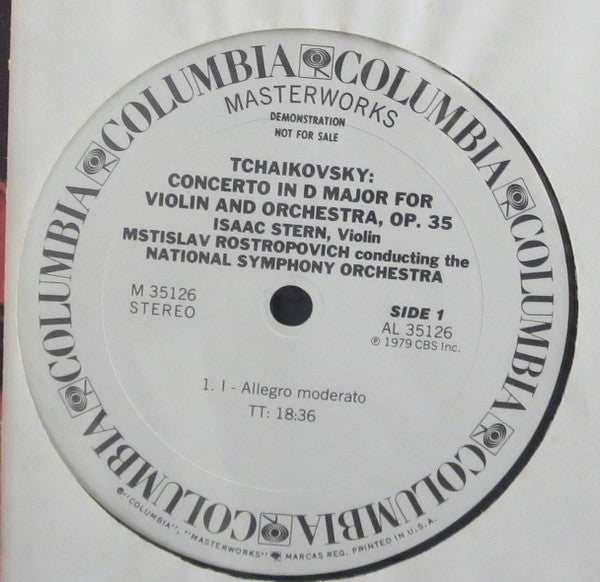 COLUMBIA COLUMBIA COLUMBIA COLUMBIA COLUMBIA COLUMBIA COLUMBIA COLUMBIA
MASTERWORKS
DEMONSTRATION
NOT FOR SALE
TCHAIKOVSKY:
CONCERTO IN D MAJOR FOR
VIOLIN AND ORCHESTRA, OP. 35
ISAAC STERN, Violin
MSTISLAV ROSTROPOVICH conducting the
NATIONAL SYMPHONY ORCHESTRA
M 35126
STEREO
SIDE 1
AL 35126
℗ 1979 CBS Inc.
1. I - Allegro moderato
TT: 18:36
® "COLUMBIA", "MASTERWORKS" MARCAS REG. PRINTED IN U.S.A.